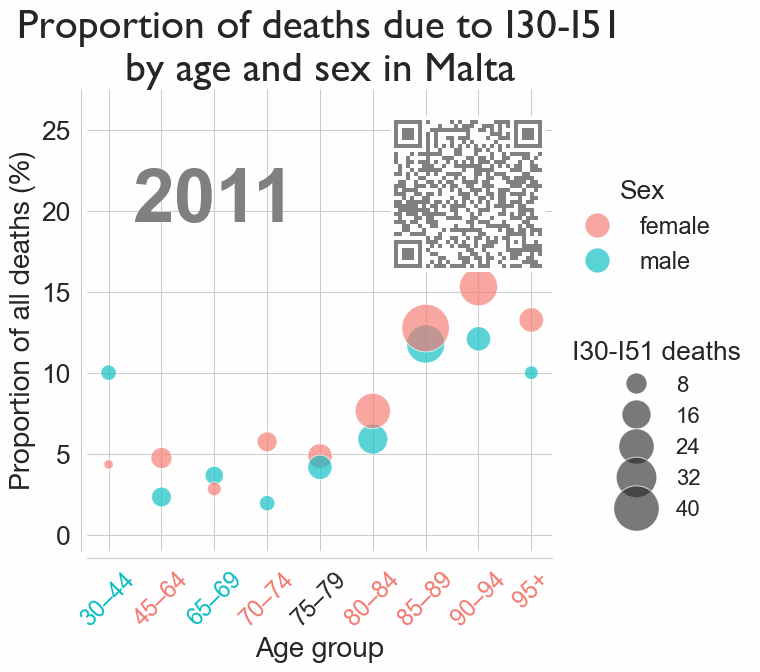 Proportion of deaths due to I30-I51
by age and sex in Malta
Proportion of all deaths (%)
25
20
15
10
5
0
2011
30–44
45–64
65–69
70–74
75–79
80–84
85–89
90–94
95+
Age group
Sex
female
male
I30-I51 deaths
8
16
24
32
40